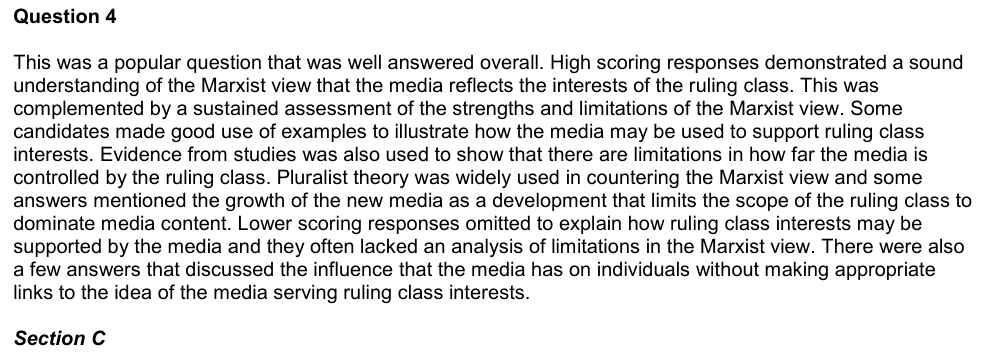 Question 4
This was a popular question that was well answered overall. High scoring responses demonstrated a sound
understanding of the Marxist view that the media reflects the interests of the ruling class. This was
complemented by a sustained assessment of the strengths and limitations of the Marxist view. Some
candidates made good use of examples to illustrate how the media may be used to support ruling class
interests. Evidence from studies was also used to show that there are limitations in how far the media is
controlled by the ruling class. Pluralist theory was widely used in countering the Marxist view and some
answers mentioned the growth of the new media as a development that limits the scope of the ruling class to
dominate media content. Lower scoring responses omitted to explain how ruling class interests may be
supported by the media and they often lacked an analysis of limitations in the Marxist view. There were also
a few answers that discussed the influence that the media has on individuals without making appropriate
links to the idea of the media serving ruling class interests.
Section C